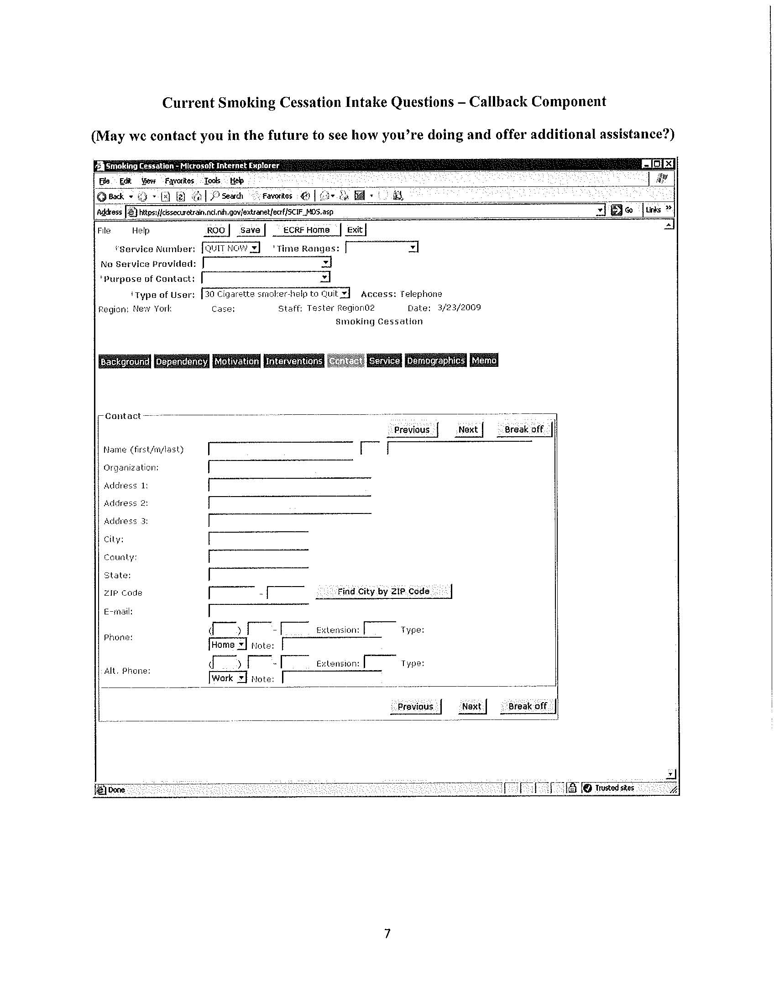 Current Smoking Cessation Intake Questions – Callback Component
(May we contact you in the future to see how you're doing and offer additional assistance?)
Smoking Cessation - Microsoft Internet Explorer
File Edit View Favorites Tools Help
Back Search Favorites
Address https://cissecuretrain.nci.nih.gov/extranet/ecrf/SCIF_MDS.asp Go Links »
File Help ROO Save ECRF Home Exit
*Service Number: QUIT NOW *Time Ranges:
No Service Provided:
*Purpose of Contact:
*Type of User: 30 Cigarette smoker-help to Quit Access: Telephone
Region: New York Case: Staff: Tester Region02 Date: 3/23/2009
Smoking Cessation
Background Dependency Motivation Interventions Contact Service Demographics Memo
Contact
Previous Next Break off
Name (first/m/last)
Organization:
Address 1:
Address 2:
Address 3:
City:
County:
State:
ZIP Code - Find City by ZIP Code
E-mail:
Phone: ( ) - Extension: Type:
Home Note:
Alt. Phone: ( ) - Extension: Type:
Work Note:
Previous Next Break off
Done Trusted sites
7